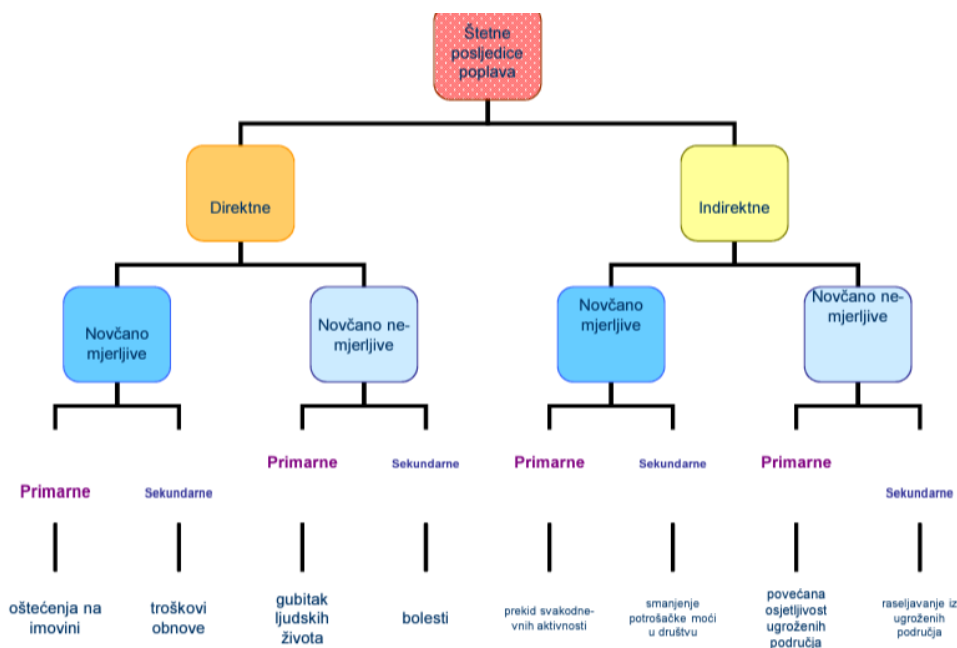 Štetne
posljedice
poplava
Direktne
Indirektne
Novčano
mjerljive
Novčano ne-
mjerljive
Novčano
mjerljive
Novčano ne-
mjerljive
Primarne
Sekundarne
Primarne
Sekundarne
Primarne
Sekundarne
Primarne
Sekundarne
oštećenja na
imovini
troškovi
obnove
gubitak
ljudskih
života
bolesti
prekid svakodne-
vnih aktivnosti
smanjenje
potrošačke moći
u društvu
povećana
osjetljivost
ugroženih
područja
raseljavanje iz
ugroženih
područja